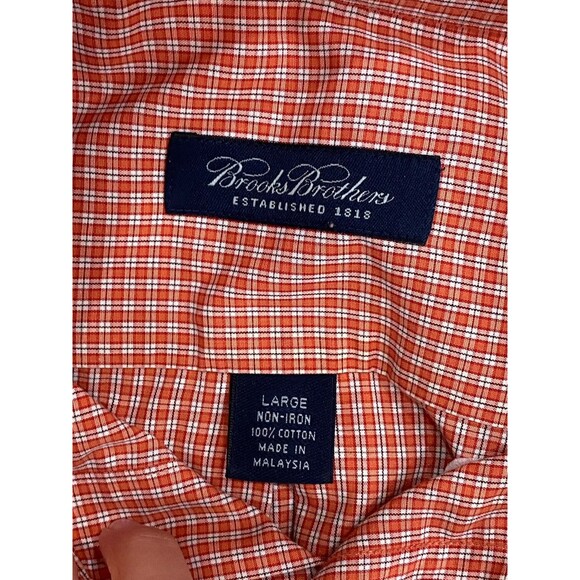 Brooks Brothers
ESTABLISHED 1818
LARGE
NON-IRON
100% COTTON
MADE IN
MALAYSIA